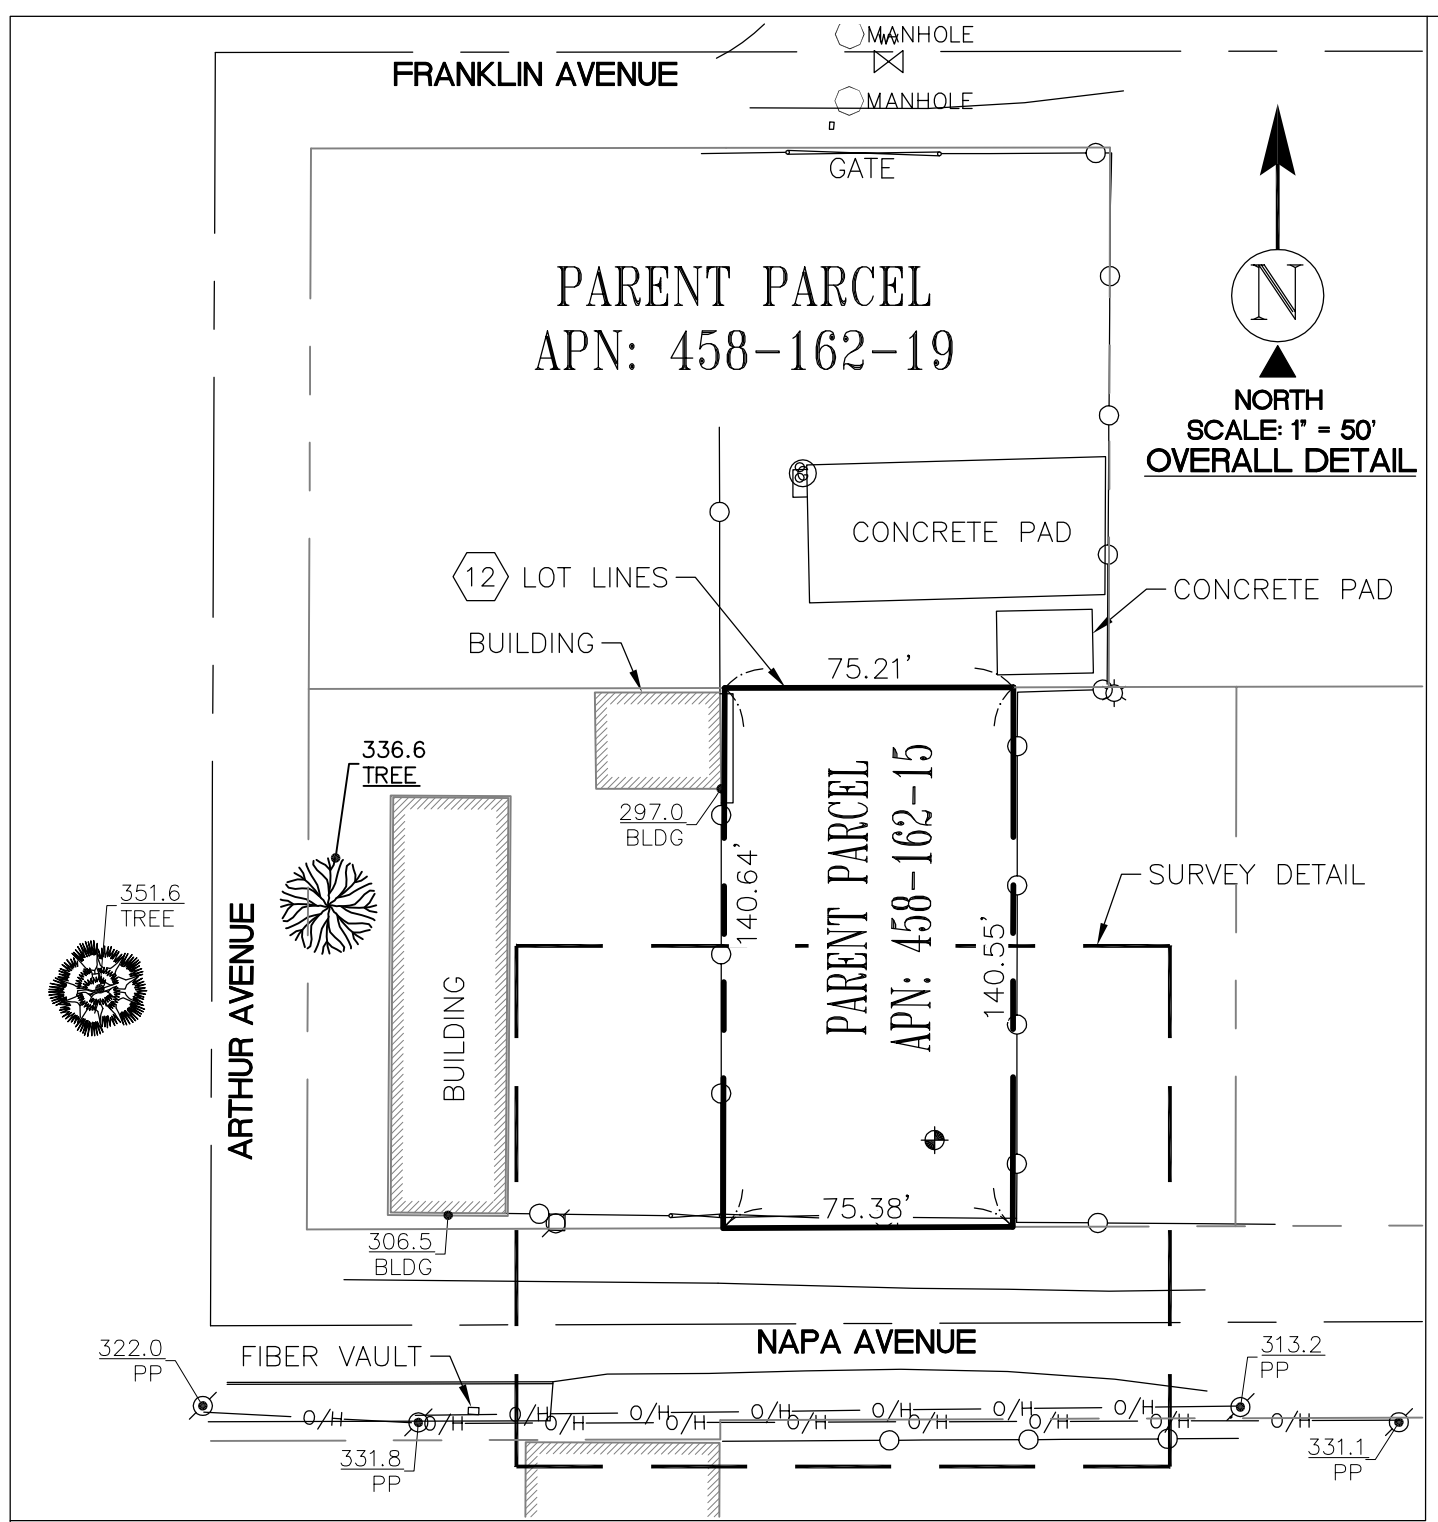 MANHOLE
W
FRANKLIN AVENUE
MANHOLE
GATE
PARENT PARCEL
APN: 458-162-19
N
NORTH
SCALE: 1" = 50'
OVERALL DETAIL
CONCRETE PAD
12 LOT LINES
CONCRETE PAD
BUILDING
75.21'
336.6
TREE
297.0
BLDG
PARENT PARCEL
APN: 458-162-15
140.64'
SURVEY DETAIL
351.6
TREE
ARTHUR AVENUE
BUILDING
140.55'
75.38'
306.5
BLDG
NAPA AVENUE
322.0
PP
FIBER VAULT
313.2
PP
O/H O/H O/H O/H O/H O/H
O/H O/H O/H O/H O/H O/H O/H O/H
331.8
PP
331.1
PP